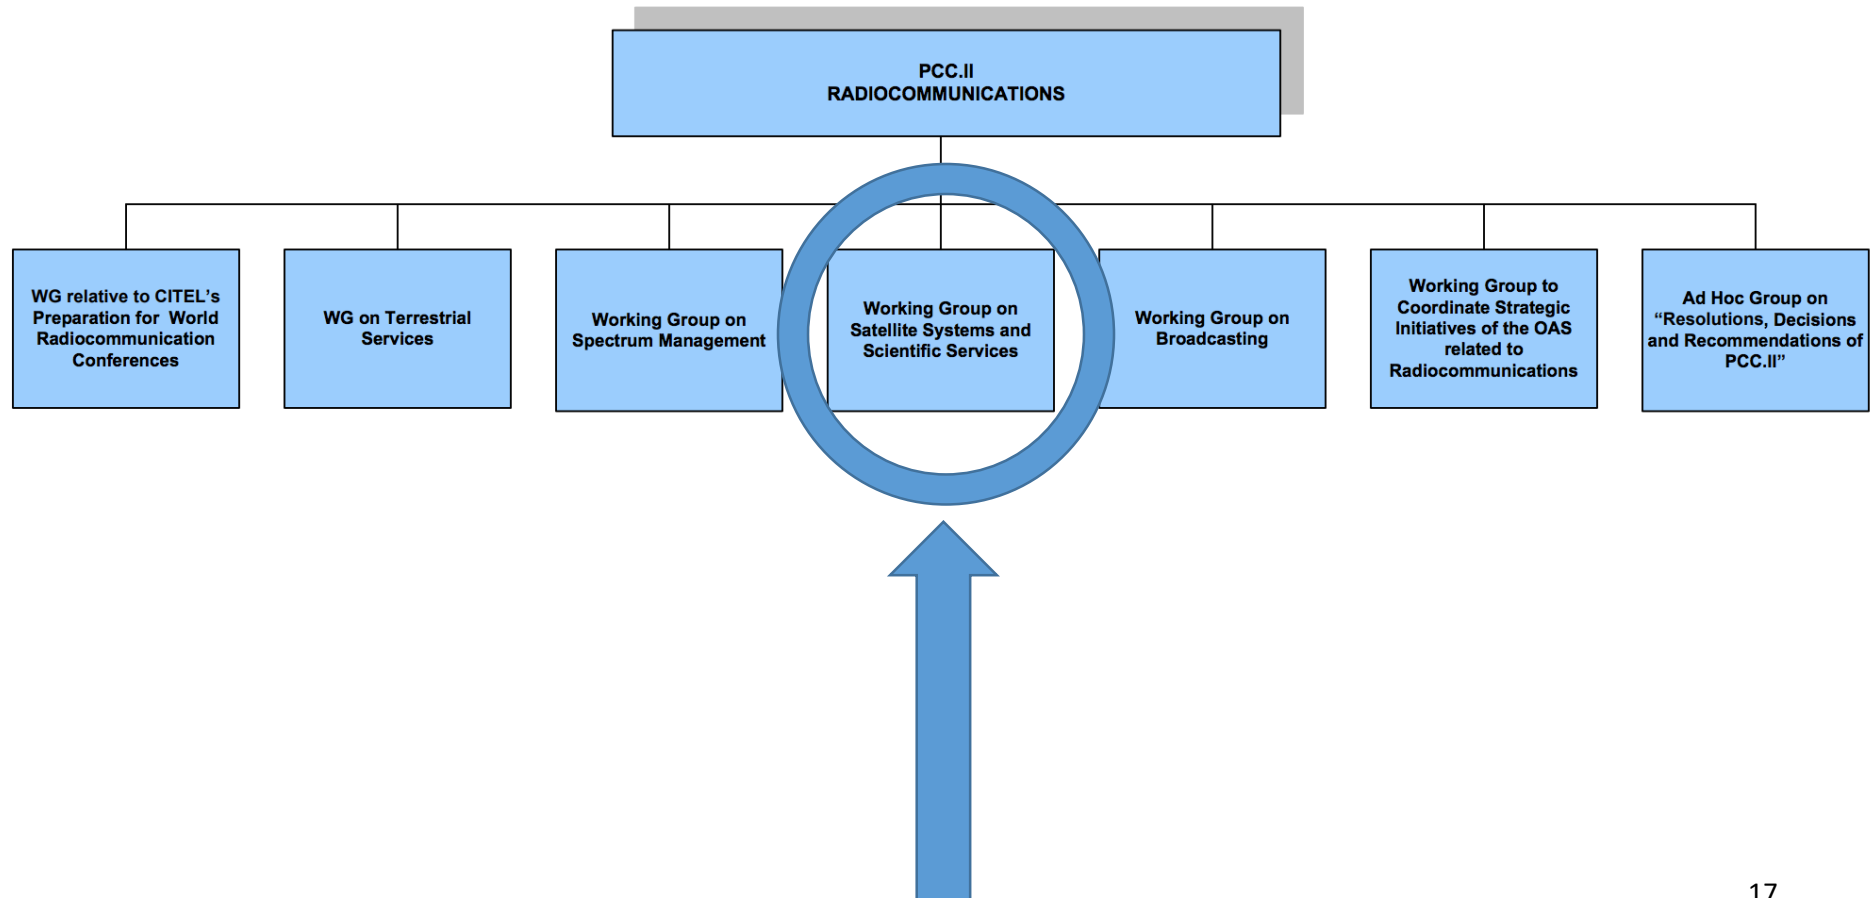 PCC.II
RADIOCOMMUNICATIONS
WG relative to CITEL’s
Preparation for World
Radiocommunication
Conferences
WG on Terrestrial
Services
Working Group on
Spectrum Management
Working Group on
Satellite Systems and
Scientific Services
Working Group on
Broadcasting
Working Group to
Coordinate Strategic
Initiatives of the OAS
related to
Radiocommunications
Ad Hoc Group on
“Resolutions, Decisions
and Recommendations of
PCC.II”
17